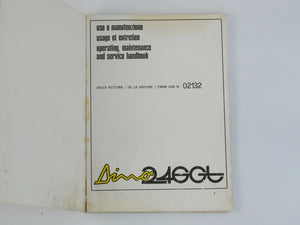 uso e manutenzione
usage et entretien
operating, maintenance
and service handbook
DALLA VETTURA / DE LA VOITURE / FROM CAR N. 02132
Dino 246GT